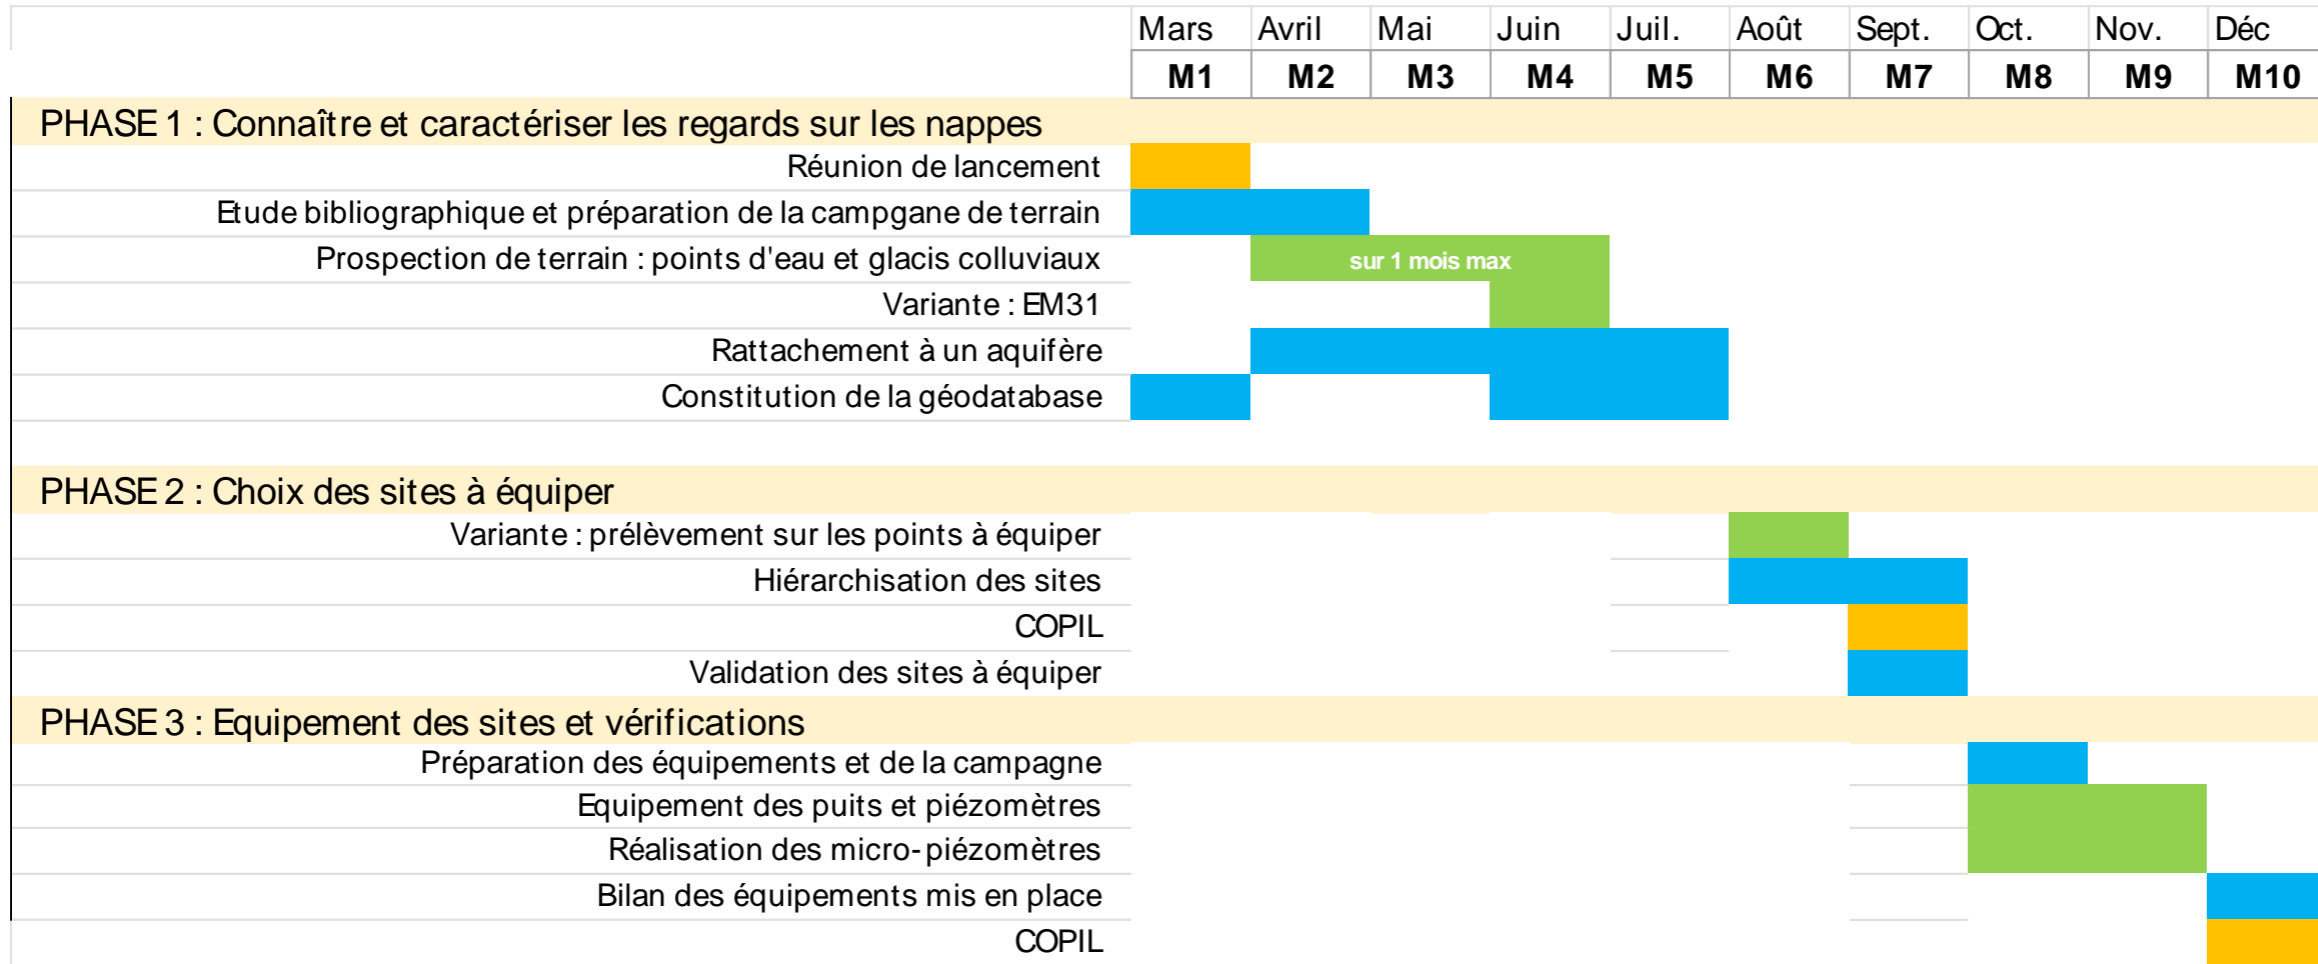 Mars Avril Mai Juin Juil. Août Sept. Oct. Nov. Déc
M1 M2 M3 M4 M5 M6 M7 M8 M9 M10
PHASE 1 : Connaître et caractériser les regards sur les nappes
Réunion de lancement
Etude bibliographique et préparation de la campgane de terrain
Prospection de terrain : points d'eau et glacis colluviaux sur 1 mois max
Variante : EM31
Rattachement à un aquifère
Constitution de la géodatabase
PHASE 2 : Choix des sites à équiper
Variante : prélèvement sur les points à équiper
Hiérarchisation des sites
COPIL
Validation des sites à équiper
PHASE 3 : Equipement des sites et vérifications
Préparation des équipements et de la campagne
Equipement des puits et piézomètres
Réalisation des micro-piézomètres
Bilan des équipements mis en place
COPIL